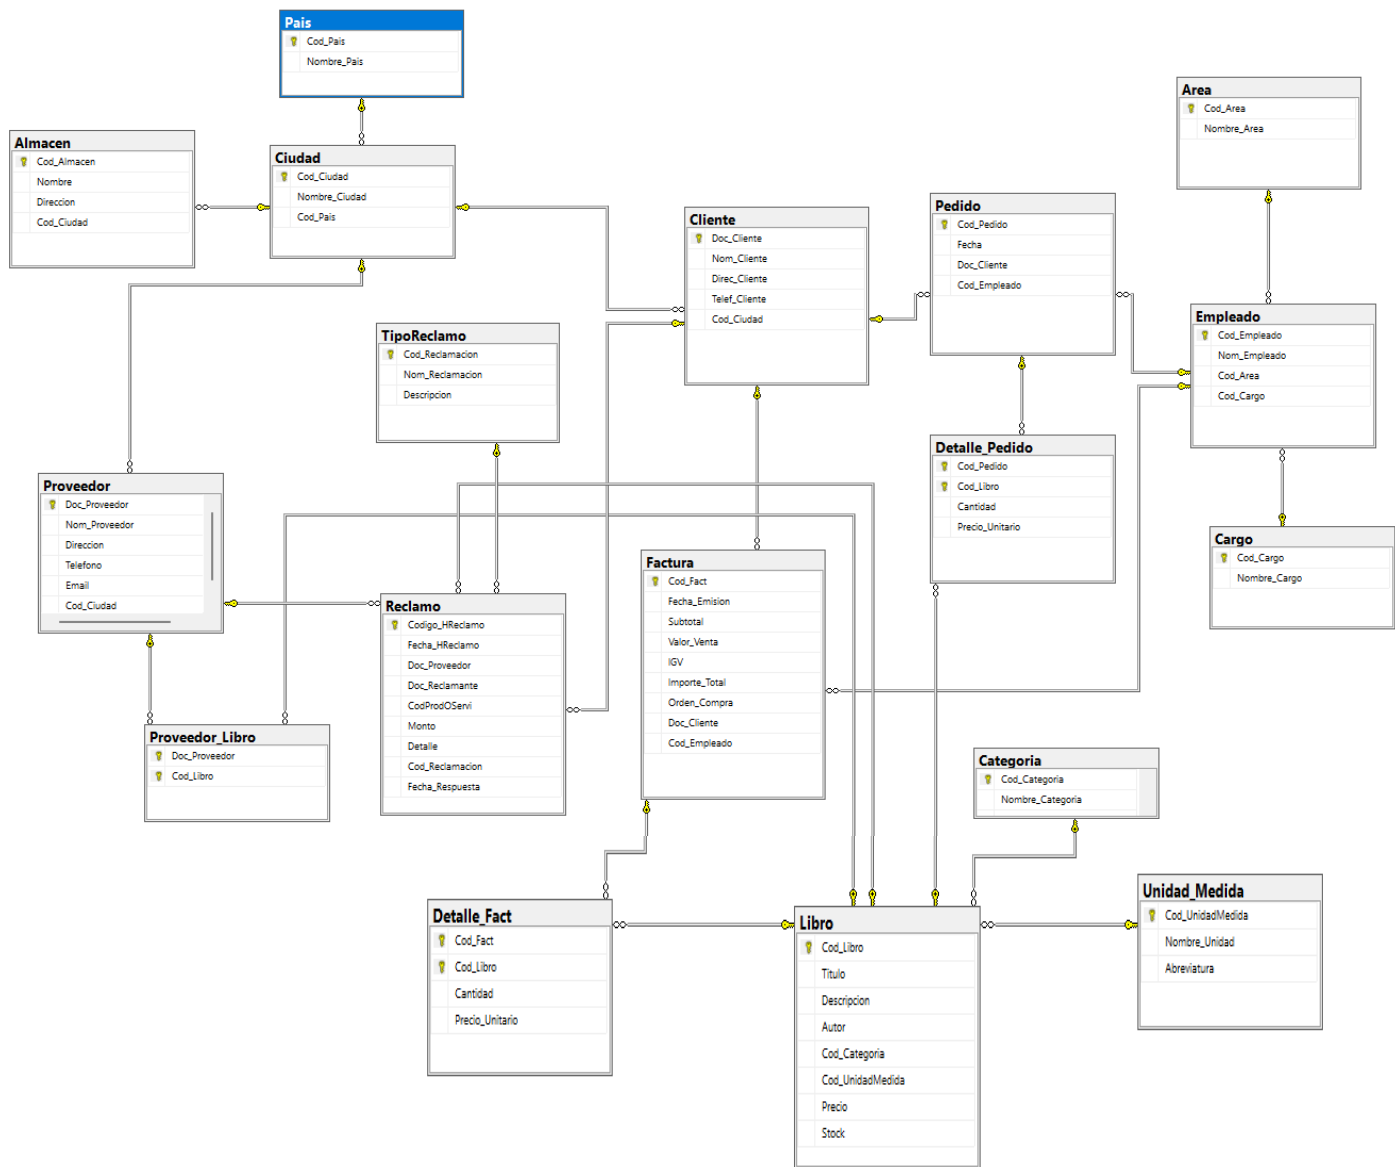 Pais
Cod_Pais
Nombre_Pais
Area
Cod_Area
Nombre_Area
Almacen
Cod_Almacen
Nombre
Direccion
Cod_Ciudad
Ciudad
Cod_Ciudad
Nombre_Ciudad
Cod_Pais
Cliente
Doc_Cliente
Nom_Cliente
Direc_Cliente
Telef_Cliente
Cod_Ciudad
Pedido
Cod_Pedido
Fecha
Doc_Cliente
Cod_Empleado
Empleado
Cod_Empleado
Nom_Empleado
Cod_Area
Cod_Cargo
TipoReclamo
Cod_Reclamacion
Nom_Reclamacion
Descripcion
Detalle_Pedido
Cod_Pedido
Cod_Libro
Cantidad
Precio_Unitario
Proveedor
Doc_Proveedor
Nom_Proveedor
Direccion
Telefono
Email
Cod_Ciudad
Cargo
Cod_Cargo
Nombre_Cargo
Factura
Cod_Fact
Fecha_Emision
Subtotal
Valor_Venta
IGV
Importe_Total
Orden_Compra
Doc_Cliente
Cod_Empleado
Reclamo
Codigo_HReclamo
Fecha_HReclamo
Doc_Proveedor
Doc_Reclamante
CodProdOServi
Monto
Detalle
Cod_Reclamacion
Fecha_Respuesta
Proveedor_Libro
Doc_Proveedor
Cod_Libro
Categoria
Cod_Categoria
Nombre_Categoria
Detalle_Fact
Cod_Fact
Cod_Libro
Cantidad
Precio_Unitario
Libro
Cod_Libro
Titulo
Descripcion
Autor
Cod_Categoria
Cod_UnidadMedida
Precio
Stock
Unidad_Medida
Cod_UnidadMedida
Nombre_Unidad
Abreviatura